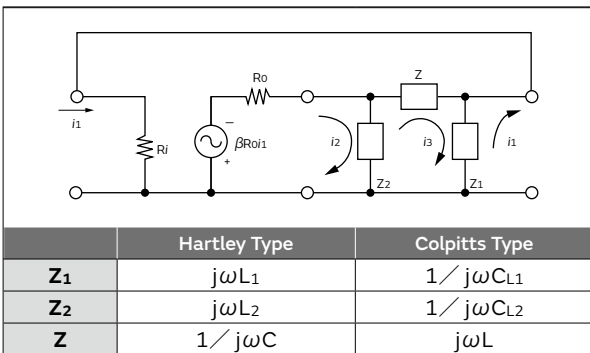 Z
Ro
i1
Ri
−
βRoi1
+
i2
i3
i1
Z2
Z1
Hartley Type Colpitts Type
Z1 jωL1 1／jωCL1
Z2 jωL2 1／jωCL2
Z 1／jωC jωL